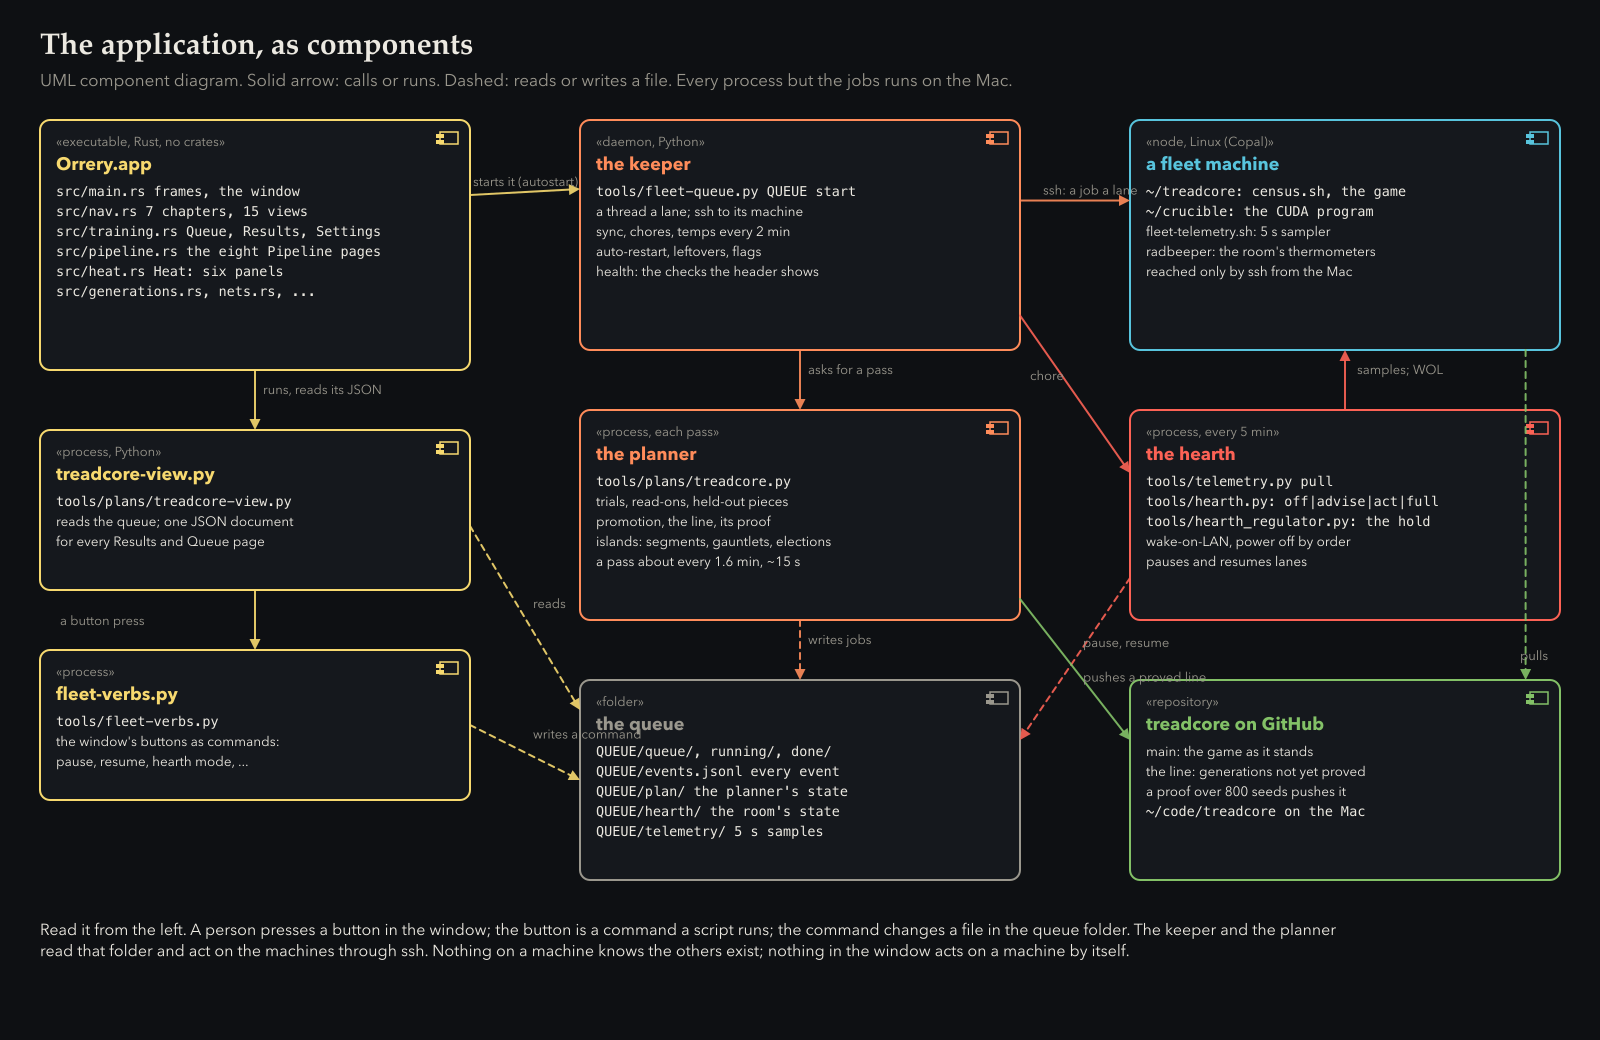 The application, as components
UML component diagram. Solid arrow: calls or runs. Dashed: reads or writes a file. Every process but the jobs runs on the Mac.
«executable, Rust, no crates»
Orrery.app
src/main.rs frames, the window
src/nav.rs 7 chapters, 15 views
src/training.rs Queue, Results, Settings
src/pipeline.rs the eight Pipeline pages
src/heat.rs Heat: six panels
src/generations.rs, nets.rs, ...
starts it (autostart)
«daemon, Python»
the keeper
tools/fleet-queue.py QUEUE start
a thread a lane; ssh to its machine
sync, chores, temps every 2 min
auto-restart, leftovers, flags
health: the checks the header shows
ssh: a job a lane
«node, Linux (Copal)»
a fleet machine
~/treadcore: census.sh, the game
~/crucible: the CUDA program
fleet-telemetry.sh: 5 s sampler
radbeeper: the room's thermometers
reached only by ssh from the Mac
runs, reads its JSON
asks for a pass
chore
samples; WOL
«process, Python»
treadcore-view.py
tools/plans/treadcore-view.py
reads the queue; one JSON document
for every Results and Queue page
«process, each pass»
the planner
tools/plans/treadcore.py
trials, read-ons, held-out pieces
promotion, the line, its proof
islands: segments, gauntlets, elections
a pass about every 1.6 min, ~15 s
«process, every 5 min»
the hearth
tools/telemetry.py pull
tools/hearth.py: off|advise|act|full
tools/hearth_regulator.py: the hold
wake-on-LAN, power off by order
pauses and resumes lanes
a button press
reads
writes jobs
pause, resume
pulls
pushes a proved line
«process»
fleet-verbs.py
tools/fleet-verbs.py
the window's buttons as commands:
pause, resume, hearth mode, ...
writes a command
«folder»
the queue
QUEUE/queue/, running/, done/
QUEUE/events.jsonl every event
QUEUE/plan/ the planner's state
QUEUE/hearth/ the room's state
QUEUE/telemetry/ 5 s samples
«repository»
treadcore on GitHub
main: the game as it stands
the line: generations not yet proved
a proof over 800 seeds pushes it
~/code/treadcore on the Mac
Read it from the left. A person presses a button in the window; the button is a command a script runs; the command changes a file in the queue folder. The keeper and the planner
read that folder and act on the machines through ssh. Nothing on a machine knows the others exist; nothing in the window acts on a machine by itself.